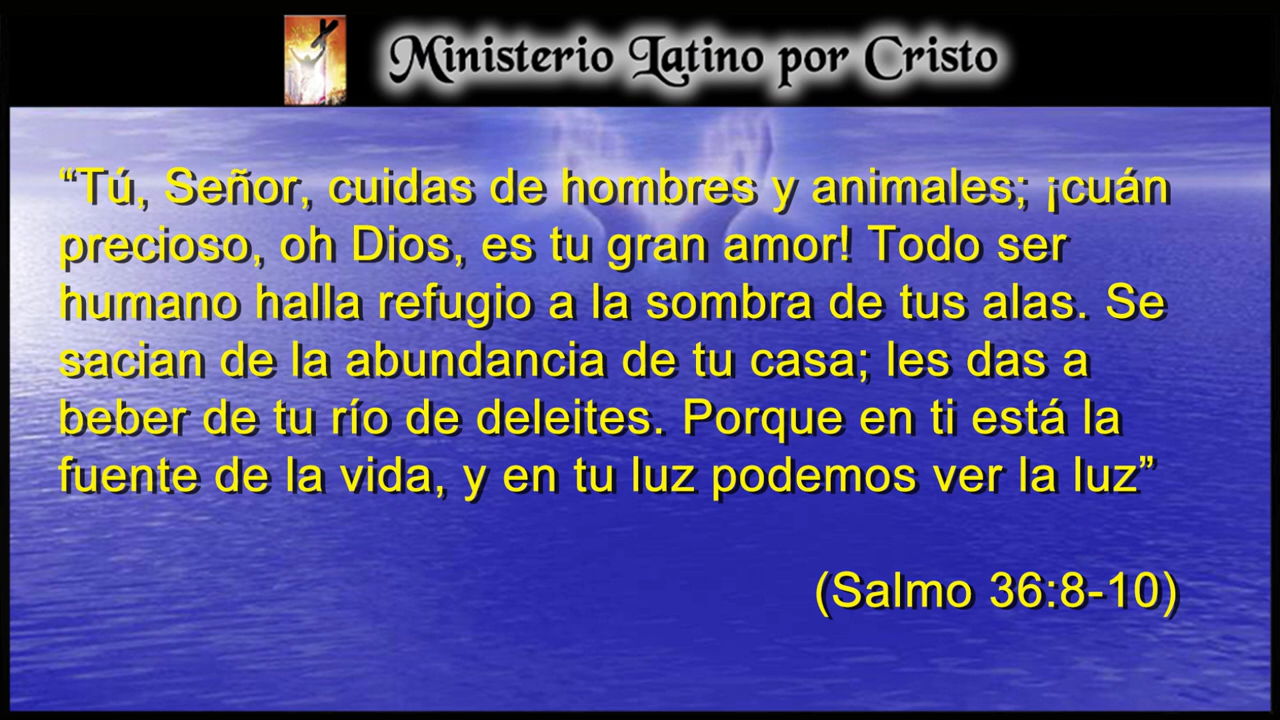 Ministerio Latino por Cristo
“Tú, Señor, cuidas de hombres y animales; ¡cuán
precioso, oh Dios, es tu gran amor! Todo ser
humano halla refugio a la sombra de tus alas. Se
sacian de la abundancia de tu casa; les das a
beber de tu río de deleites. Porque en ti está la
fuente de la vida, y en tu luz podemos ver la luz”
(Salmo 36:8-10)